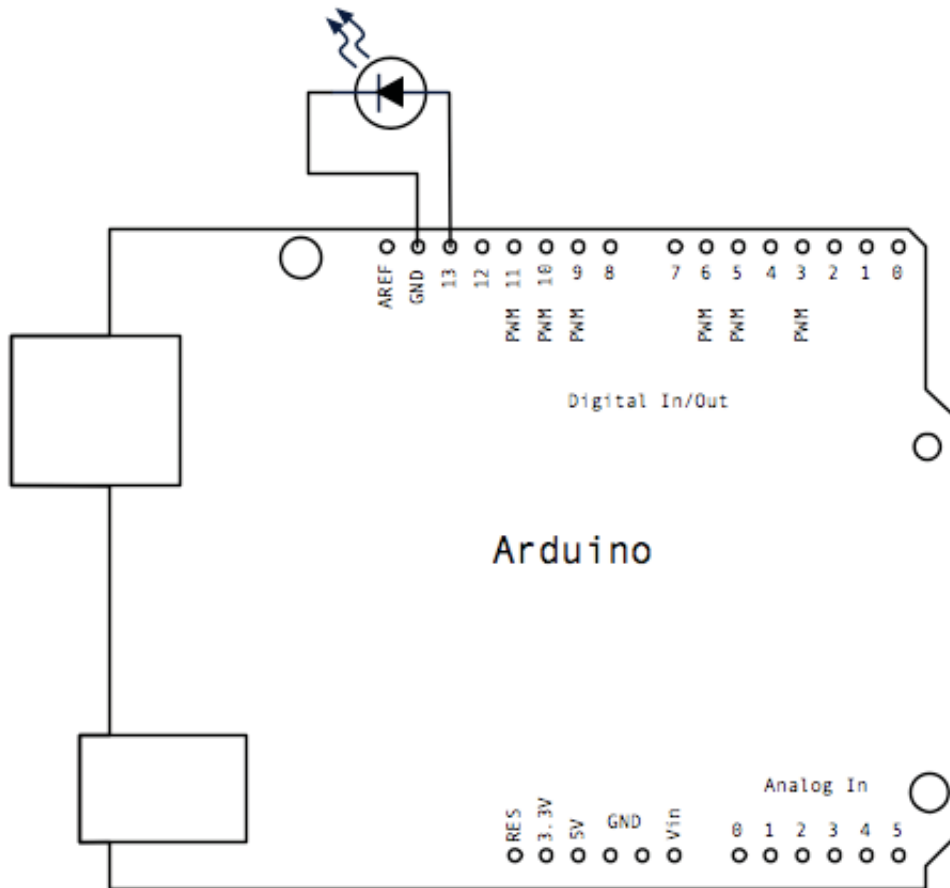 AREF GND 13 12 11 10 9 8 7 6 5 4 3 2 1 0
PWM PWM PWM PWM PWM PWM
Digital In/Out
Arduino
Analog In
RES 3.3V 5V GND Vin 0 1 2 3 4 5